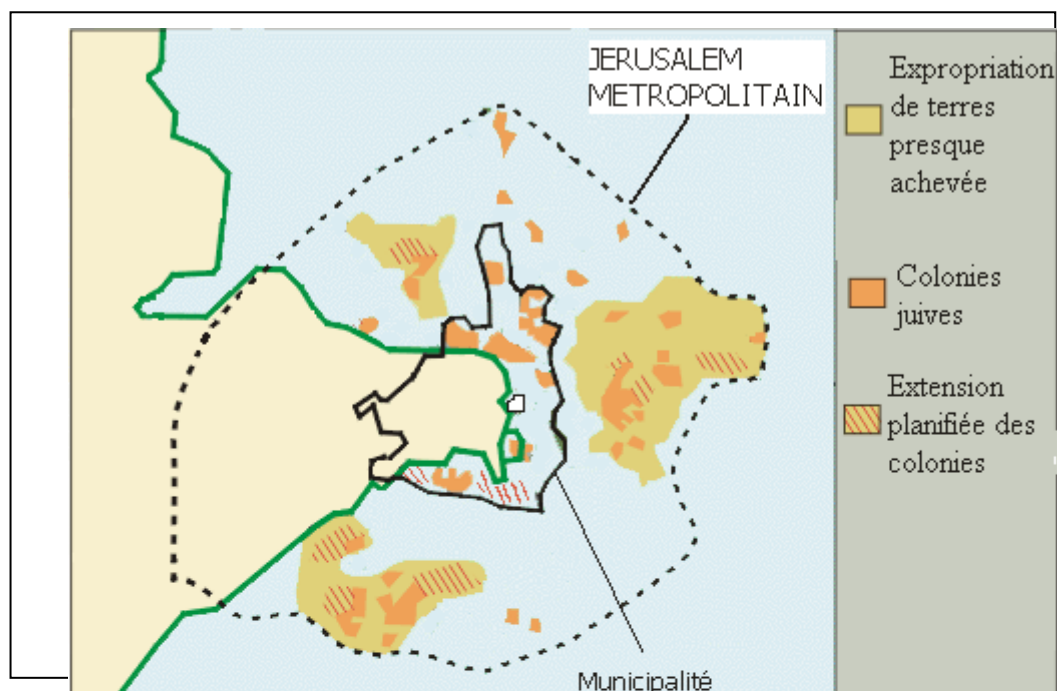 JERUSALEM
METROPOLITAIN
Expropriation
de terres
presque
achevée
Colonies
juives
Extension
planifiée des
colonies
Municipalité